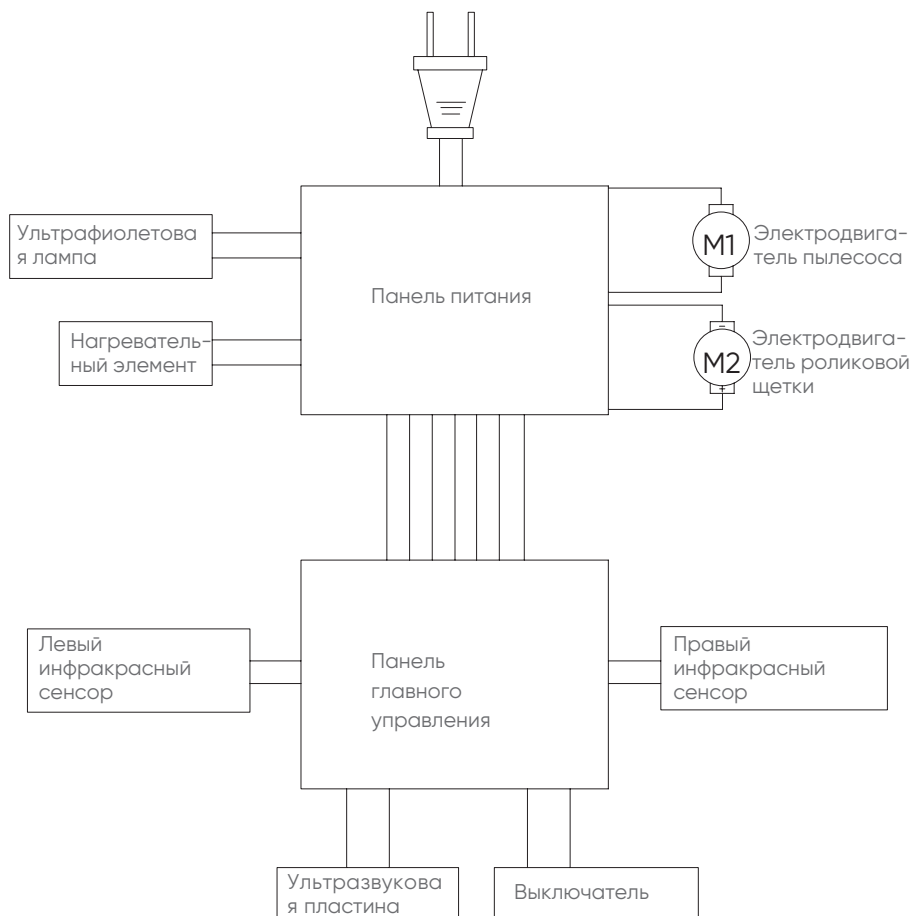 Ультрафиолетова
я лампа
Панель питания
M1
Электродвига-
тель пылесоса
Нагреватель-
ный элемент
-
M2
+
Электродвига-
тель роликовой
щетки
Левый
инфракрасный
сенсор
Панель
главного
управления
Правый
инфракрасный
сенсор
Ультразвукова
я пластина
Выключатель